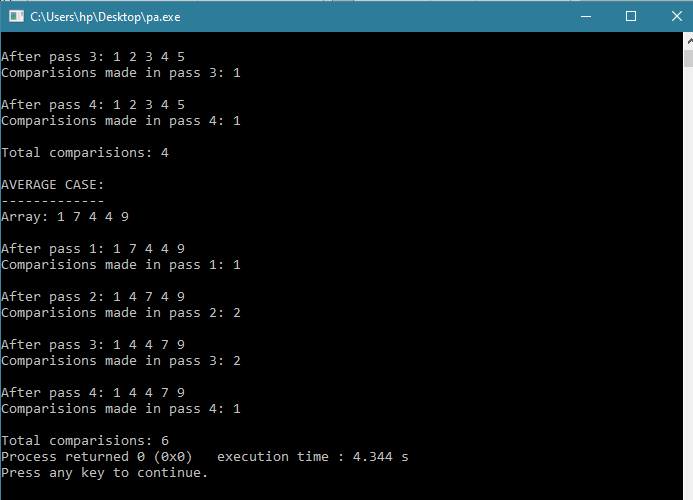 C:\Users\hp\Desktop\pa.exe
After pass 3: 1 2 3 4 5
Comparisions made in pass 3: 1
After pass 4: 1 2 3 4 5
Comparisions made in pass 4: 1
Total comparisions: 4
AVERAGE CASE:
-------------
Array: 1 7 4 4 9
After pass 1: 1 7 4 4 9
Comparisions made in pass 1: 1
After pass 2: 1 4 7 4 9
Comparisions made in pass 2: 2
After pass 3: 1 4 4 7 9
Comparisions made in pass 3: 2
After pass 4: 1 4 4 7 9
Comparisions made in pass 4: 1
Total comparisions: 6
Process returned 0 (0x0)   execution time : 4.344 s
Press any key to continue.